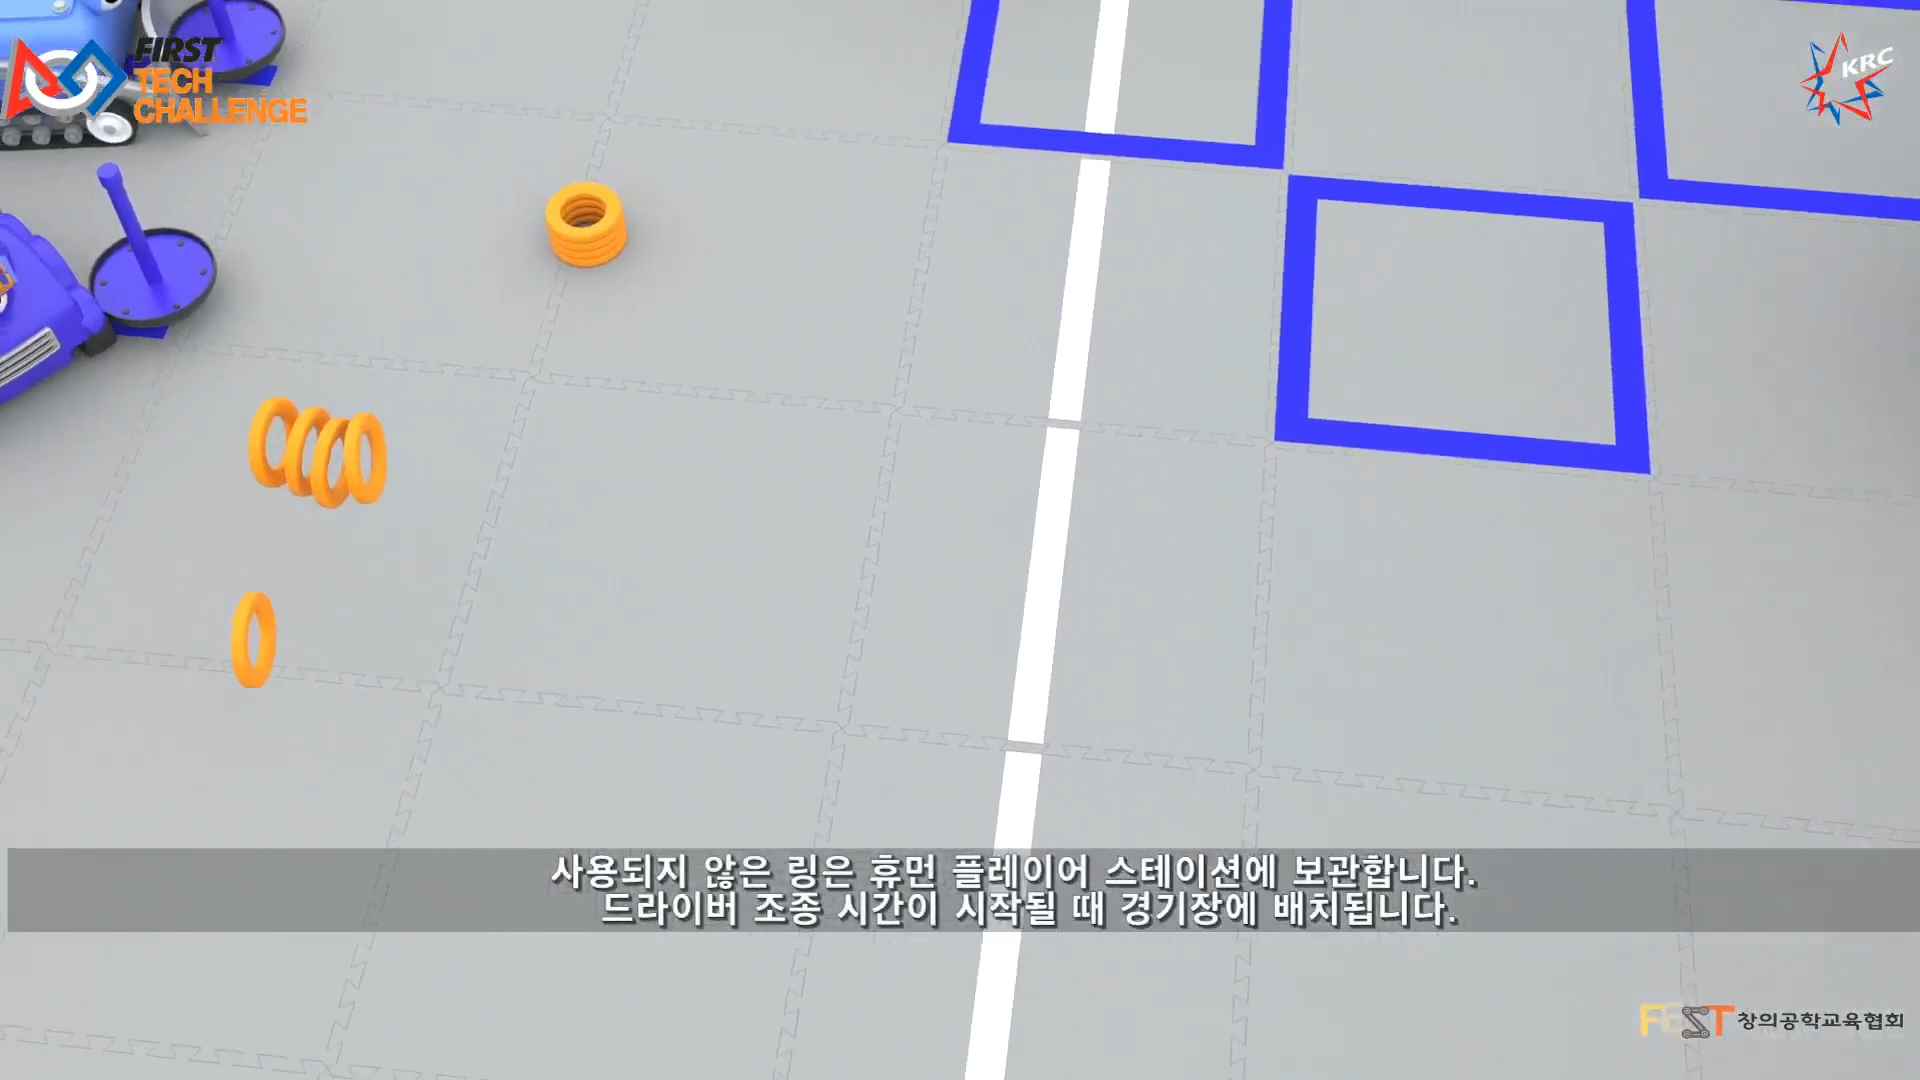 FIRST
TECH
CHALLENGE
KRC
사용되지 않은 링은 휴먼 플레이어 스테이션에 보관합니다.
드라이버 조종 시간이 시작될 때 경기장에 배치됩니다.
FEST 창의공학교육협회